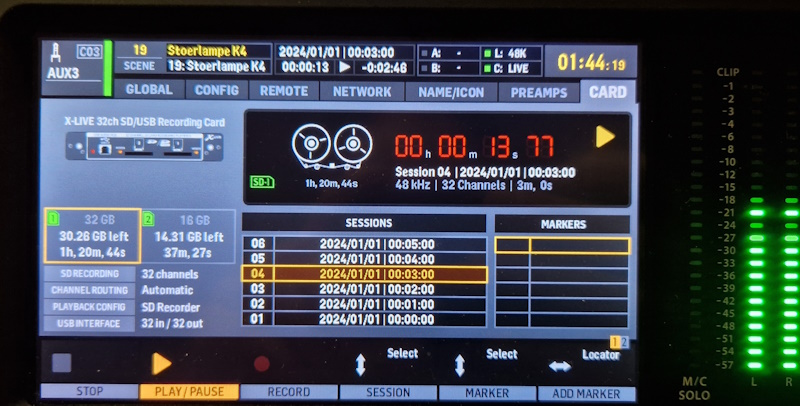 C03
AUX3
19 Stoerlampe K4
SCENE 19: Stoerlampe K4
2024/01/01 | 00:03:00
00:00:13 -0:02:46
A: - L: 48K
B: - C: LIVE
01:44:19
GLOBAL CONFIG REMOTE NETWORK NAME/ICON PREAMPS CARD
X-LIVE 32ch SD/USB Recording Card
SD-1
1h, 20m, 44s
00h 00m 13s 77
Session 04 | 2024/01/01 | 00:03:00
48 kHz | 32 Channels | 3m, 0s
1 32 GB
30.26 GB left
1h, 20m, 44s
2 16 GB
14.31 GB left
37m, 27s
SD RECORDING 32 channels
CHANNEL ROUTING Automatic
PLAYBACK CONFIG SD Recorder
USB INTERFACE 32 in / 32 out
SESSIONS
06 2024/01/01 | 00:05:00
05 2024/01/01 | 00:04:00
04 2024/01/01 | 00:03:00
03 2024/01/01 | 00:02:00
02 2024/01/01 | 00:01:00
01 2024/01/01 | 00:00:00
MARKERS
1 2
Select
Select
Locator
STOP PLAY/PAUSE RECORD SESSION MARKER ADD MARKER
CLIP
-1
-2
-3
-4
-6
-8
-10
-12
-15
-18
-21
-24
-27
-30
-33
-36
-39
-42
-45
-48
-51
-54
-57
M/C L R
SOLO